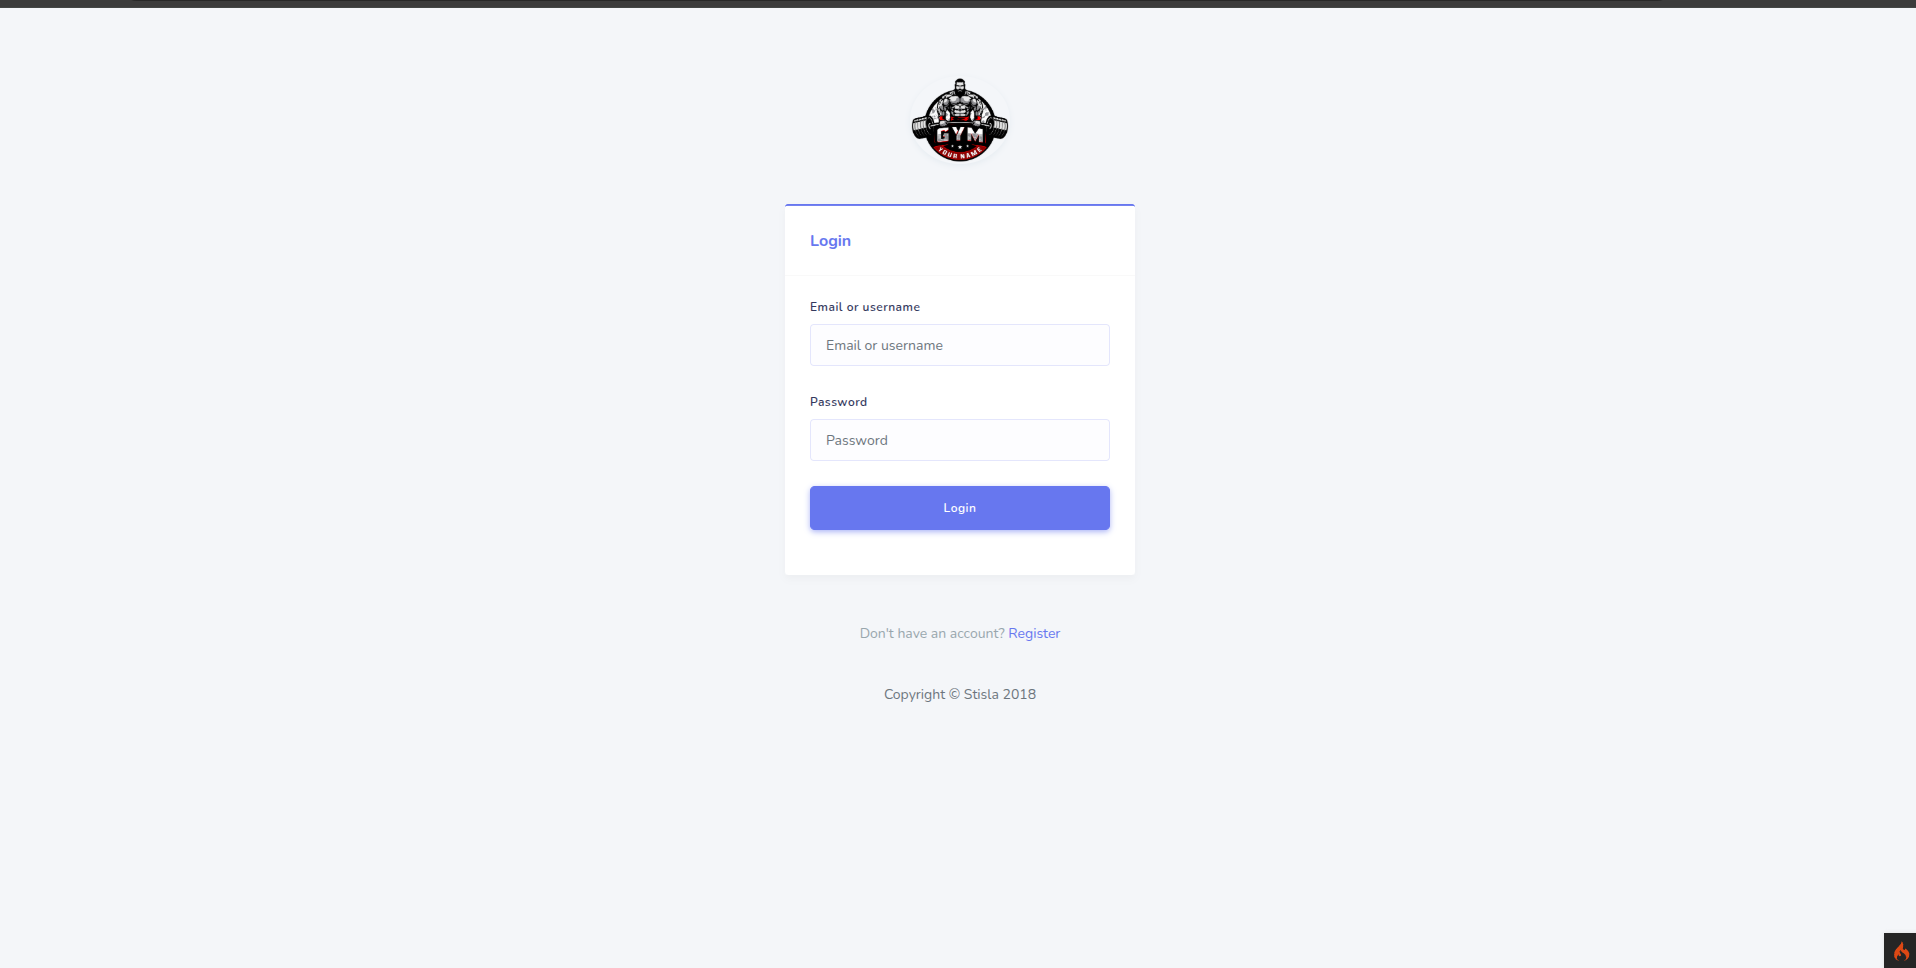 GYM
YOUR NAME
Login
Email or username
Email or username
Password
Password
Login
Don't have an account? Register
Copyright © Stisla 2018